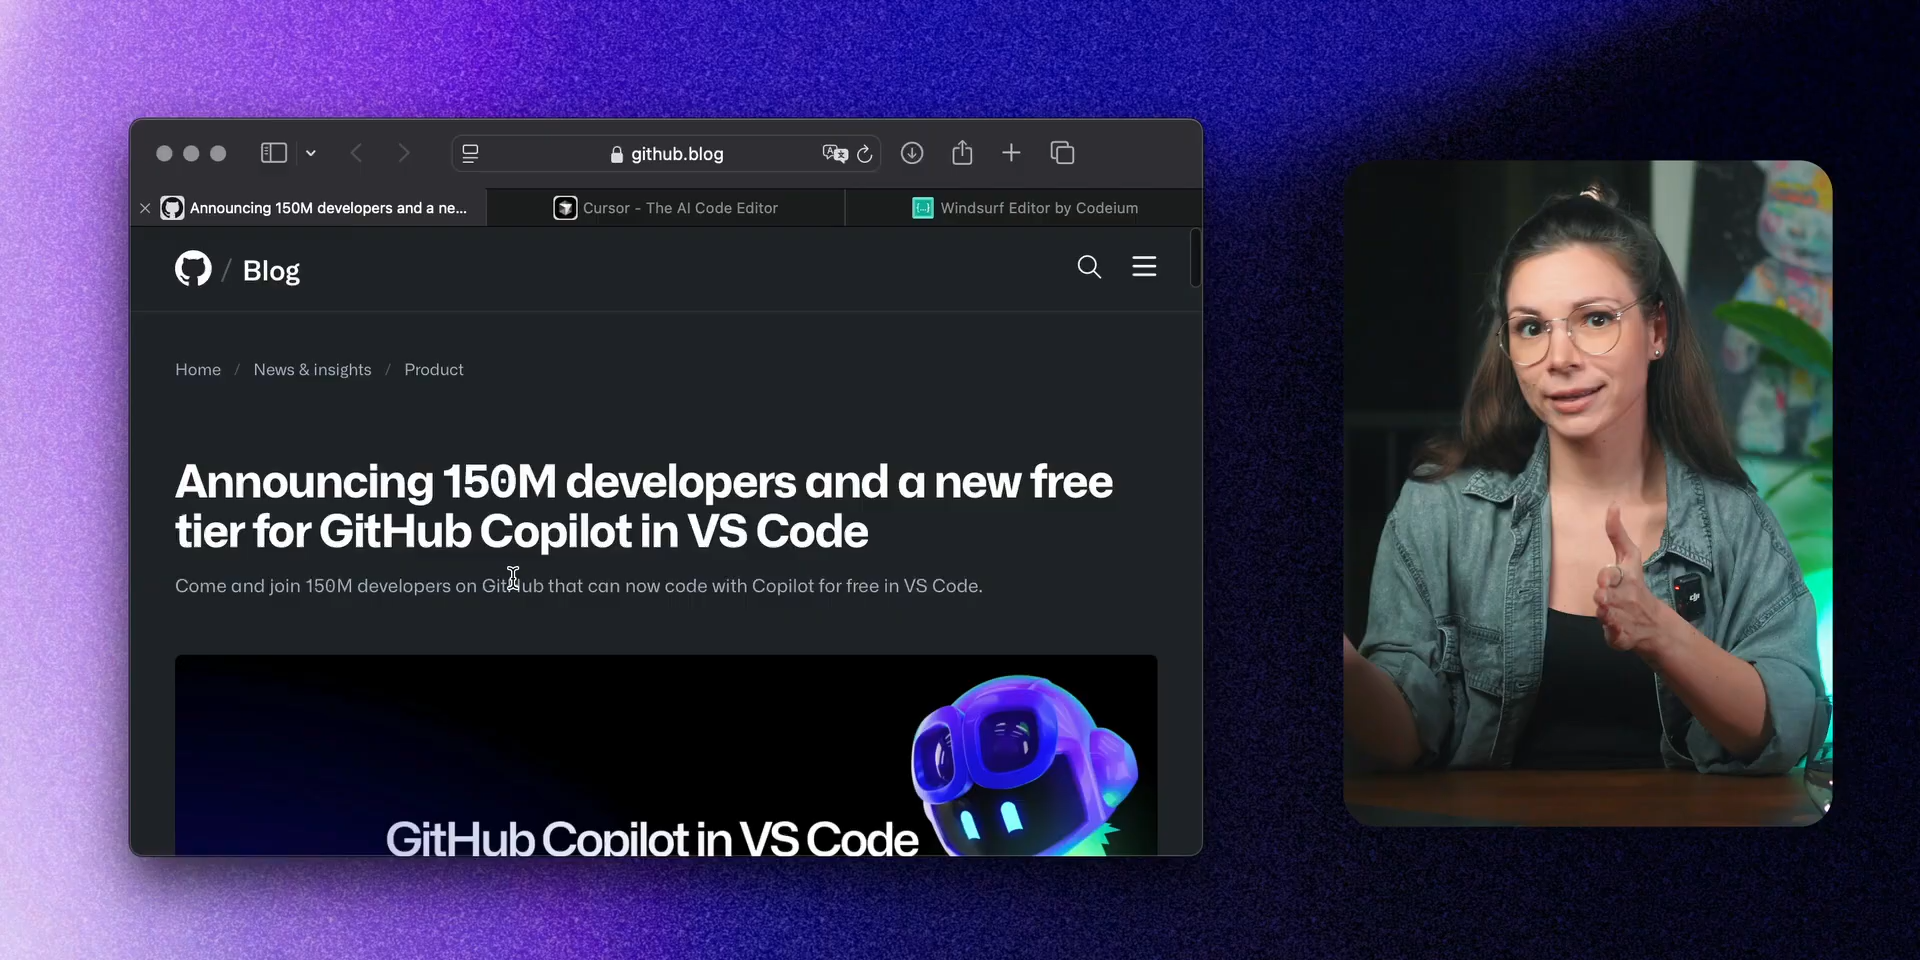 github.blog
Announcing 150M developers and a ne...
Cursor - The AI Code Editor
Windsurf Editor by Codeium
/ Blog
Home / News & insights / Product
Announcing 150M developers and a new free
tier for GitHub Copilot in VS Code
Come and join 150M developers on GitHub that can now code with Copilot for free in VS Code.
GitHub Copilot in VS Code
dji